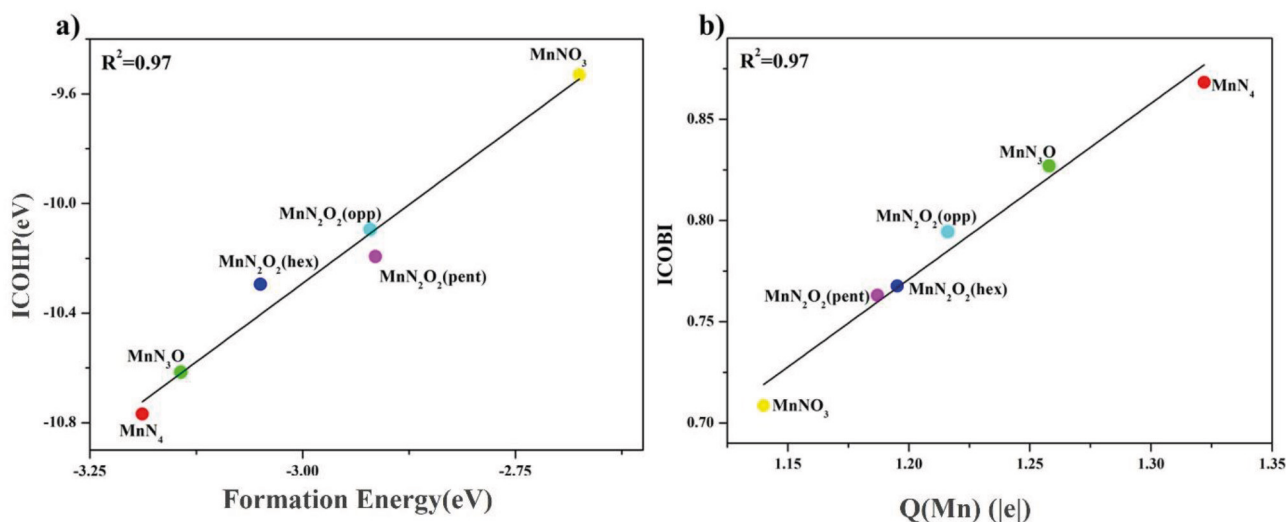 a)
R²=0.97
MnNO₃
MnN₂O₂(opp)
MnN₂O₂(hex)
MnN₂O₂(pent)
MnN₃O
MnN₄
-9.6
-10.0
-10.4
-10.8
ICOHP(eV)
-3.25
-3.00
-2.75
Formation Energy(eV)
b)
R²=0.97
MnN₄
MnN₃O
MnN₂O₂(opp)
MnN₂O₂(pent)
MnN₂O₂(hex)
MnNO₃
0.85
0.80
0.75
0.70
ICOBI
1.15
1.20
1.25
1.30
1.35
Q(Mn) (|e|)